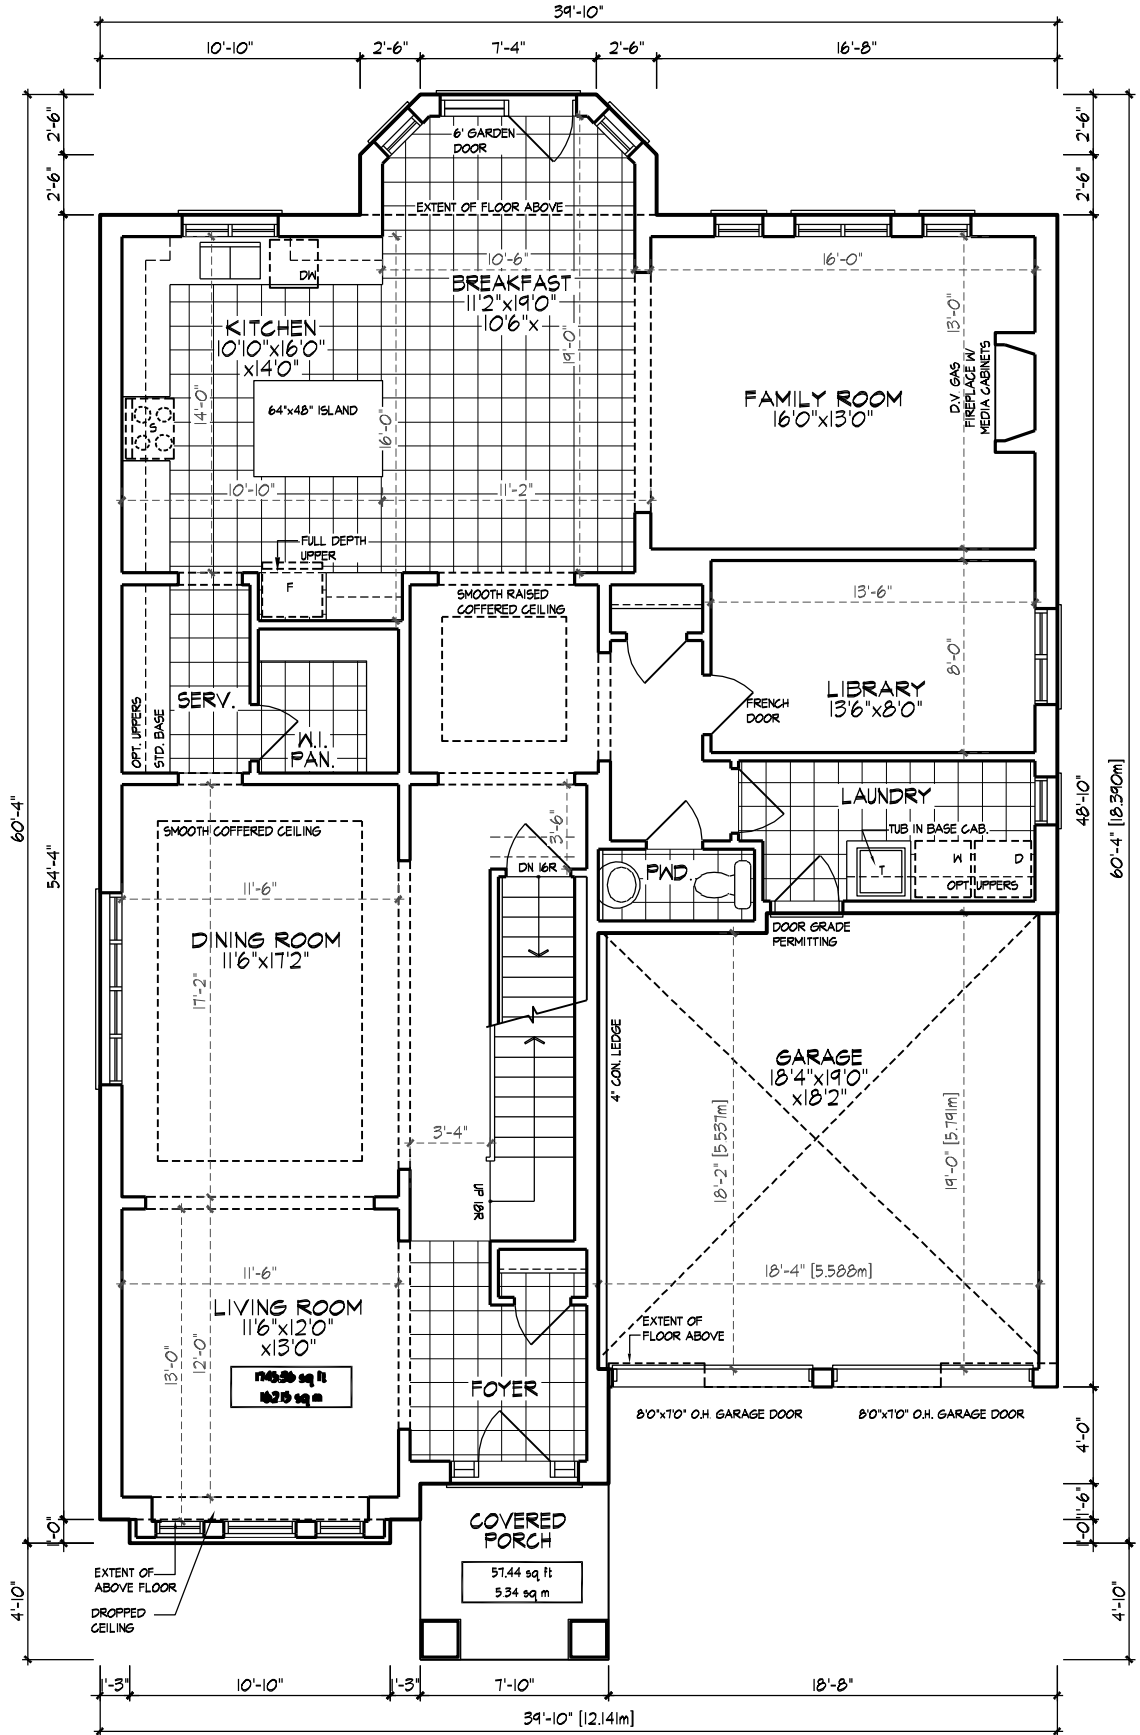 39'-10"
10'-10"
2'-6"
7'-4"
2'-6"
16'-8"
2'-6"
2'-6"
2'-6"
2'-6"
6' GARDEN
DOOR
EXTENT OF FLOOR ABOVE
DW
10'-6"
16'-0"
BREAKFAST
11'2"x19'0"
10'6"x
KITCHEN
10'10"x16'0"
x14'0"
19'-0"
13'-0"
D.V. GAS
FIREPLACE W/
MEDIA CABINETS
64"x48" ISLAND
14'-0"
16'-0"
S
FAMILY ROOM
16'0"x13'0"
10'-10"
11'-2"
FULL DEPTH
UPPER
F
SMOOTH RAISED
COFFERED CEILING
13'-6"
8'-0"
LIBRARY
13'6"x8'0"
FRENCH
DOOR
SERV.
OPT. UPPERS
STD. BASE
W.I.
PAN.
LAUNDRY
TUB IN BASE CAB.
W
D
T
OPT. UPPERS
60'-4"
54'-4"
48'-10"
60'-4" [18.390m]
SMOOTH COFFERED CEILING
3'-6"
DN 16R
PWD.
11'-6"
DINING ROOM
11'6"x17'2"
17'-2"
DOOR GRADE
PERMITTING
4" CON. LEDGE
GARAGE
18'4"x19'0"
x18'2"
18'-2" [5.537m]
19'-0" [5.791m]
3'-4"
UP 16R
11'-6"
18'-4" [5.588m]
LIVING ROOM
11'6"x12'0"
x13'0"
13'-0"
12'-0"
EXTENT OF
FLOOR ABOVE
FOYER
8'0"x7'0" O.H. GARAGE DOOR
8'0"x7'0" O.H. GARAGE DOOR
4'-0"
1'-6"
1'-0"
1'-0"
COVERED
PORCH
57.44 sq ft
5.34 sq m
EXTENT OF
ABOVE FLOOR
DROPPED
CEILING
4'-10"
4'-10"
1'-3"
10'-10"
1'-3"
7'-10"
18'-8"
39'-10" [12.141m]